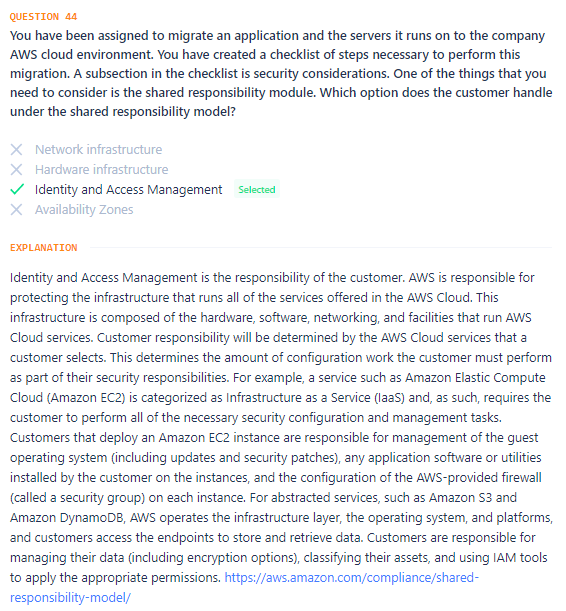 QUESTION 44
You have been assigned to migrate an application and the servers it runs on to the company
AWS cloud environment. You have created a checklist of steps necessary to perform this
migration. A subsection in the checklist is security considerations. One of the things that you
need to consider is the shared responsibility module. Which option does the customer handle
under the shared responsibility model?
Network infrastructure
Hardware infrastructure
Identity and Access Management Selected
Availability Zones
EXPLANATION
Identity and Access Management is the responsibility of the customer. AWS is responsible for
protecting the infrastructure that runs all of the services offered in the AWS Cloud. This
infrastructure is composed of the hardware, software, networking, and facilities that run AWS
Cloud services. Customer responsibility will be determined by the AWS Cloud services that a
customer selects. This determines the amount of configuration work the customer must perform
as part of their security responsibilities. For example, a service such as Amazon Elastic Compute
Cloud (Amazon EC2) is categorized as Infrastructure as a Service (IaaS) and, as such, requires the
customer to perform all of the necessary security configuration and management tasks.
Customers that deploy an Amazon EC2 instance are responsible for management of the guest
operating system (including updates and security patches), any application software or utilities
installed by the customer on the instances, and the configuration of the AWS-provided firewall
(called a security group) on each instance. For abstracted services, such as Amazon S3 and
Amazon DynamoDB, AWS operates the infrastructure layer, the operating system, and platforms,
and customers access the endpoints to store and retrieve data. Customers are responsible for
managing their data (including encryption options), classifying their assets, and using IAM tools
to apply the appropriate permissions. https://aws.amazon.com/compliance/shared-
responsibility-model/